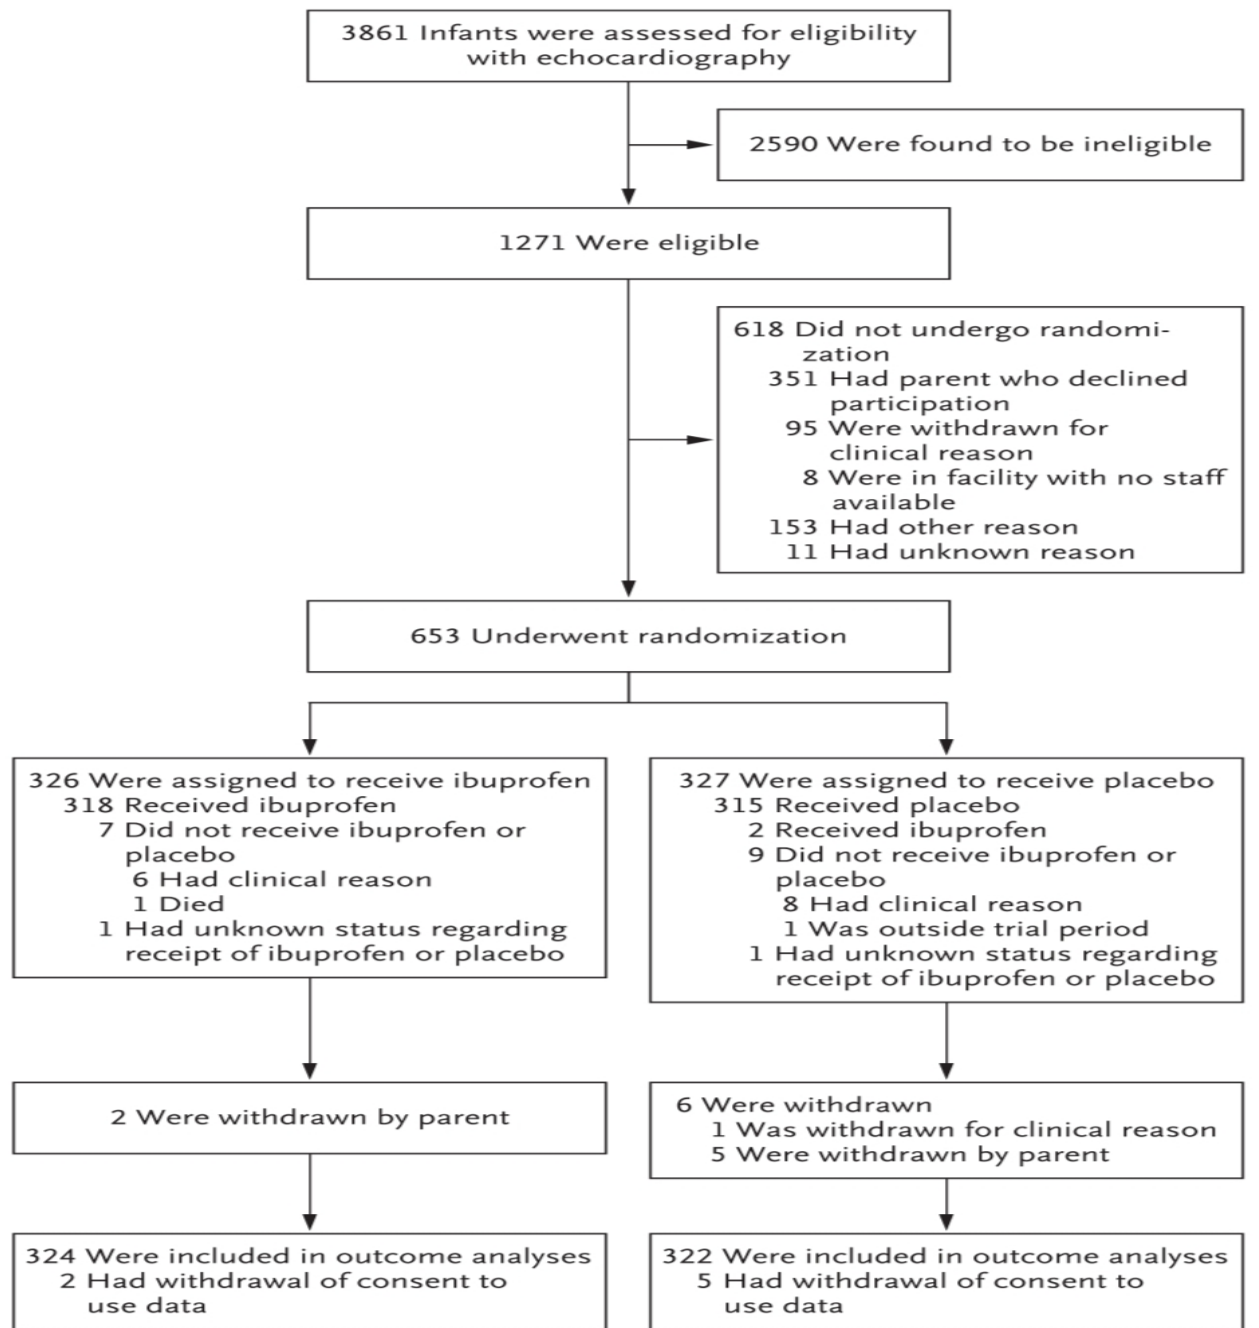 3861 Infants were assessed for eligibility
with echocardiography
2590 Were found to be ineligible
1271 Were eligible
618 Did not undergo randomi-
zation
351 Had parent who declined
participation
95 Were withdrawn for
clinical reason
8 Were in facility with no staff
available
153 Had other reason
11 Had unknown reason
653 Underwent randomization
326 Were assigned to receive ibuprofen
318 Received ibuprofen
7 Did not receive ibuprofen or
placebo
6 Had clinical reason
1 Died
1 Had unknown status regarding
receipt of ibuprofen or placebo
327 Were assigned to receive placebo
315 Received placebo
2 Received ibuprofen
9 Did not receive ibuprofen or
placebo
8 Had clinical reason
1 Was outside trial period
1 Had unknown status regarding
receipt of ibuprofen or placebo
2 Were withdrawn by parent
6 Were withdrawn
1 Was withdrawn for clinical reason
5 Were withdrawn by parent
324 Were included in outcome analyses
2 Had withdrawal of consent to
use data
322 Were included in outcome analyses
5 Had withdrawal of consent to
use data